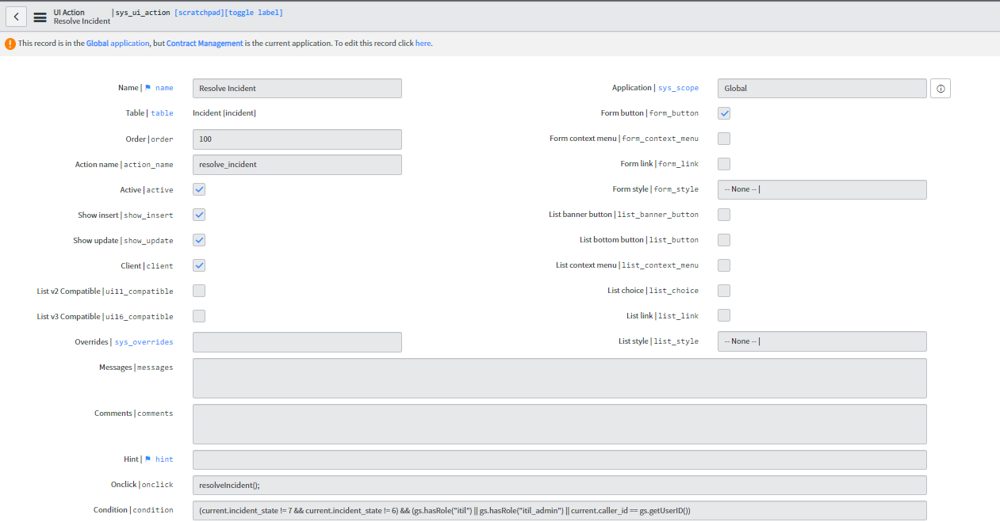 UI Action |sys_ui_action [scratchpad][toggle label]
Resolve Incident
This record is in the Global application, but Contract Management is the current application. To edit this record click here.
Name | name Resolve Incident
Application | sys_scope Global
Table | table Incident [incident]
Form button | form_button
Order | order 100
Form context menu | form_context_menu
Action name | action_name resolve_incident
Form link | form_link
Active | active
Form style | form_style -- None -- |
Show insert | show_insert
List banner button | list_banner_button
Show update | show_update
List bottom button | list_button
Client | client
List context menu | list_context_menu
List v2 Compatible | ui11_compatible
List choice | list_choice
List v3 Compatible | ui16_compatible
List link | list_link
Overrides | sys_overrides
List style | list_style -- None -- |
Messages | messages
Comments | comments
Hint | hint
Onclick | onclick resolveIncident();
Condition | condition (current.incident_state != 7 && current.incident_state != 6) && (gs.hasRole("itil") || gs.hasRole("itil_admin") || current.caller_id == gs.getUserID())